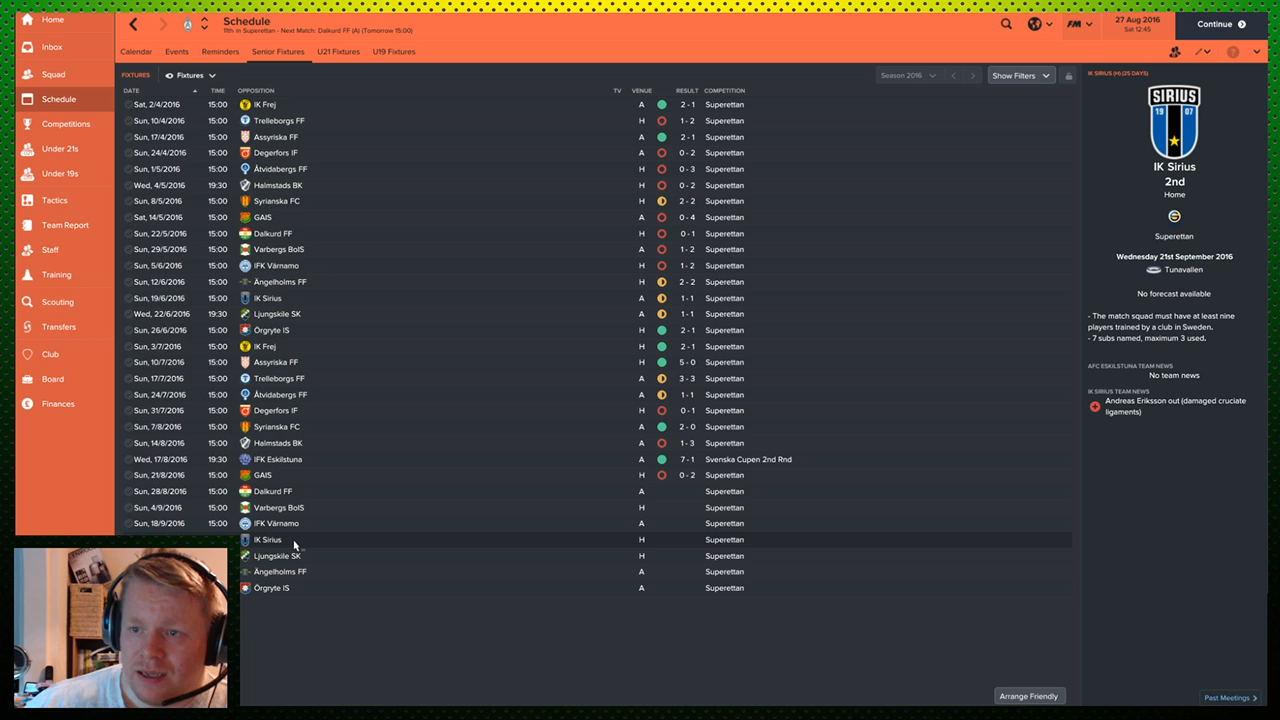 Home
Inbox
Squad
Schedule
Competitions
Under 21s
Under 19s
Tactics
Team Report
Staff
Training
Scouting
Transfers
Club
Board
Finances
Schedule
11th in Superettan - Next Match: Dalkurd FF (A) (Tomorrow 15:00)
FM
27 Aug 2016
Sat 12:45
Continue
Calendar Events Reminders Senior Fixtures U21 Fixtures U19 Fixtures
FIXTURES Fixtures Season 2016 Show Filters
DATE TIME OPPOSITION TV VENUE RESULT COMPETITION
Sat, 2/4/2016 15:00 IK Frej A 2 - 1 Superettan
Sun, 10/4/2016 15:00 Trelleborgs FF H 1 - 2 Superettan
Sun, 17/4/2016 15:00 Assyriska FF A 2 - 1 Superettan
Sun, 24/4/2016 15:00 Degerfors IF A 0 - 2 Superettan
Sun, 1/5/2016 15:00 Åtvidabergs FF H 0 - 3 Superettan
Wed, 4/5/2016 19:30 Halmstads BK H 0 - 2 Superettan
Sun, 8/5/2016 15:00 Syrianska FC H 2 - 2 Superettan
Sat, 14/5/2016 15:00 GAIS A 0 - 4 Superettan
Sun, 22/5/2016 15:00 Dalkurd FF H 0 - 1 Superettan
Sun, 29/5/2016 15:00 Varbergs BoIS A 1 - 2 Superettan
Sun, 5/6/2016 15:00 IFK Värnamo H 1 - 2 Superettan
Sun, 12/6/2016 15:00 Ängelholms FF H 2 - 2 Superettan
Sun, 19/6/2016 15:00 IK Sirius A 1 - 1 Superettan
Wed, 22/6/2016 19:30 Ljungskile SK A 1 - 1 Superettan
Sun, 26/6/2016 15:00 Örgryte IS H 2 - 1 Superettan
Sun, 3/7/2016 15:00 IK Frej H 2 - 1 Superettan
Sun, 10/7/2016 15:00 Assyriska FF H 5 - 0 Superettan
Sun, 17/7/2016 15:00 Trelleborgs FF A 3 - 3 Superettan
Sun, 24/7/2016 15:00 Åtvidabergs FF A 1 - 1 Superettan
Sun, 31/7/2016 15:00 Degerfors IF H 0 - 1 Superettan
Sun, 7/8/2016 15:00 Syrianska FC A 2 - 0 Superettan
Sun, 14/8/2016 15:00 Halmstads BK A 1 - 3 Superettan
Wed, 17/8/2016 19:30 IFK Eskilstuna A 7 - 1 Svenska Cupen 2nd Rnd
Sun, 21/8/2016 15:00 GAIS H 0 - 2 Superettan
Sun, 28/8/2016 15:00 Dalkurd FF A Superettan
Sun, 4/9/2016 15:00 Varbergs BoIS H Superettan
Sun, 18/9/2016 15:00 IFK Värnamo A Superettan
IK Sirius H Superettan
Ljungskile SK H Superettan
Ängelholms FF A Superettan
Örgryte IS A Superettan
Arrange Friendly
IK SIRIUS (H) (25 DAYS)
SIRIUS
19 07
IK Sirius
2nd
Home
Superettan
Wednesday 21st September 2016
Tunavallen
No forecast available
- The match squad must have at least nine
players trained by a club in Sweden.
- 7 subs named, maximum 3 used.
AFC ESKILSTUNA TEAM NEWS
No team news
IK SIRIUS TEAM NEWS
Andreas Eriksson out (damaged cruciate
ligaments)
Past Meetings